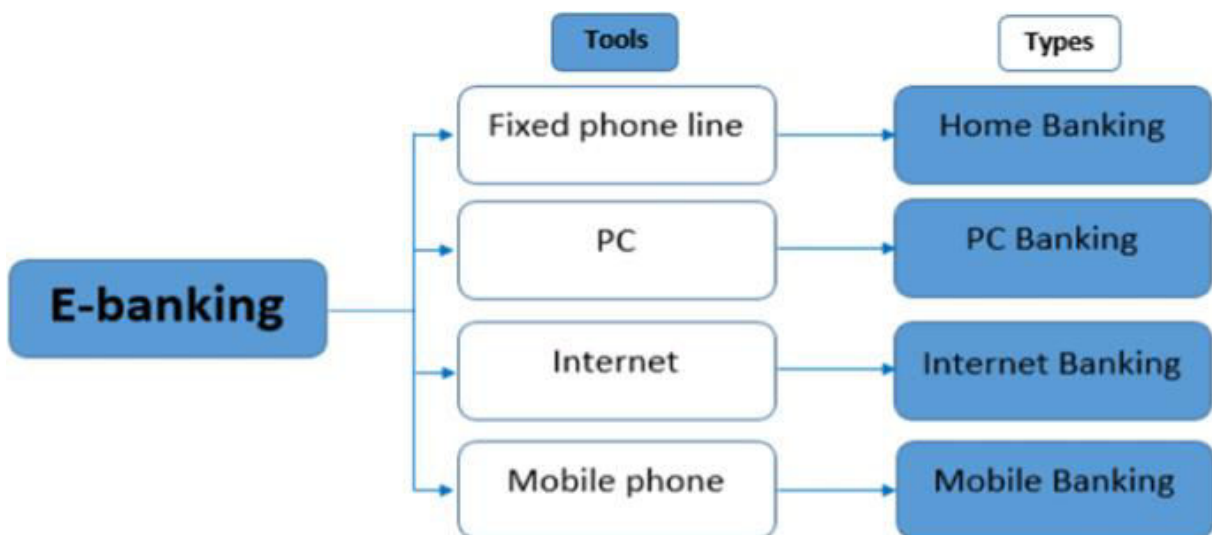 Tools
Types
Fixed phone line
Home Banking
PC
PC Banking
E-banking
Internet
Internet Banking
Mobile phone
Mobile Banking